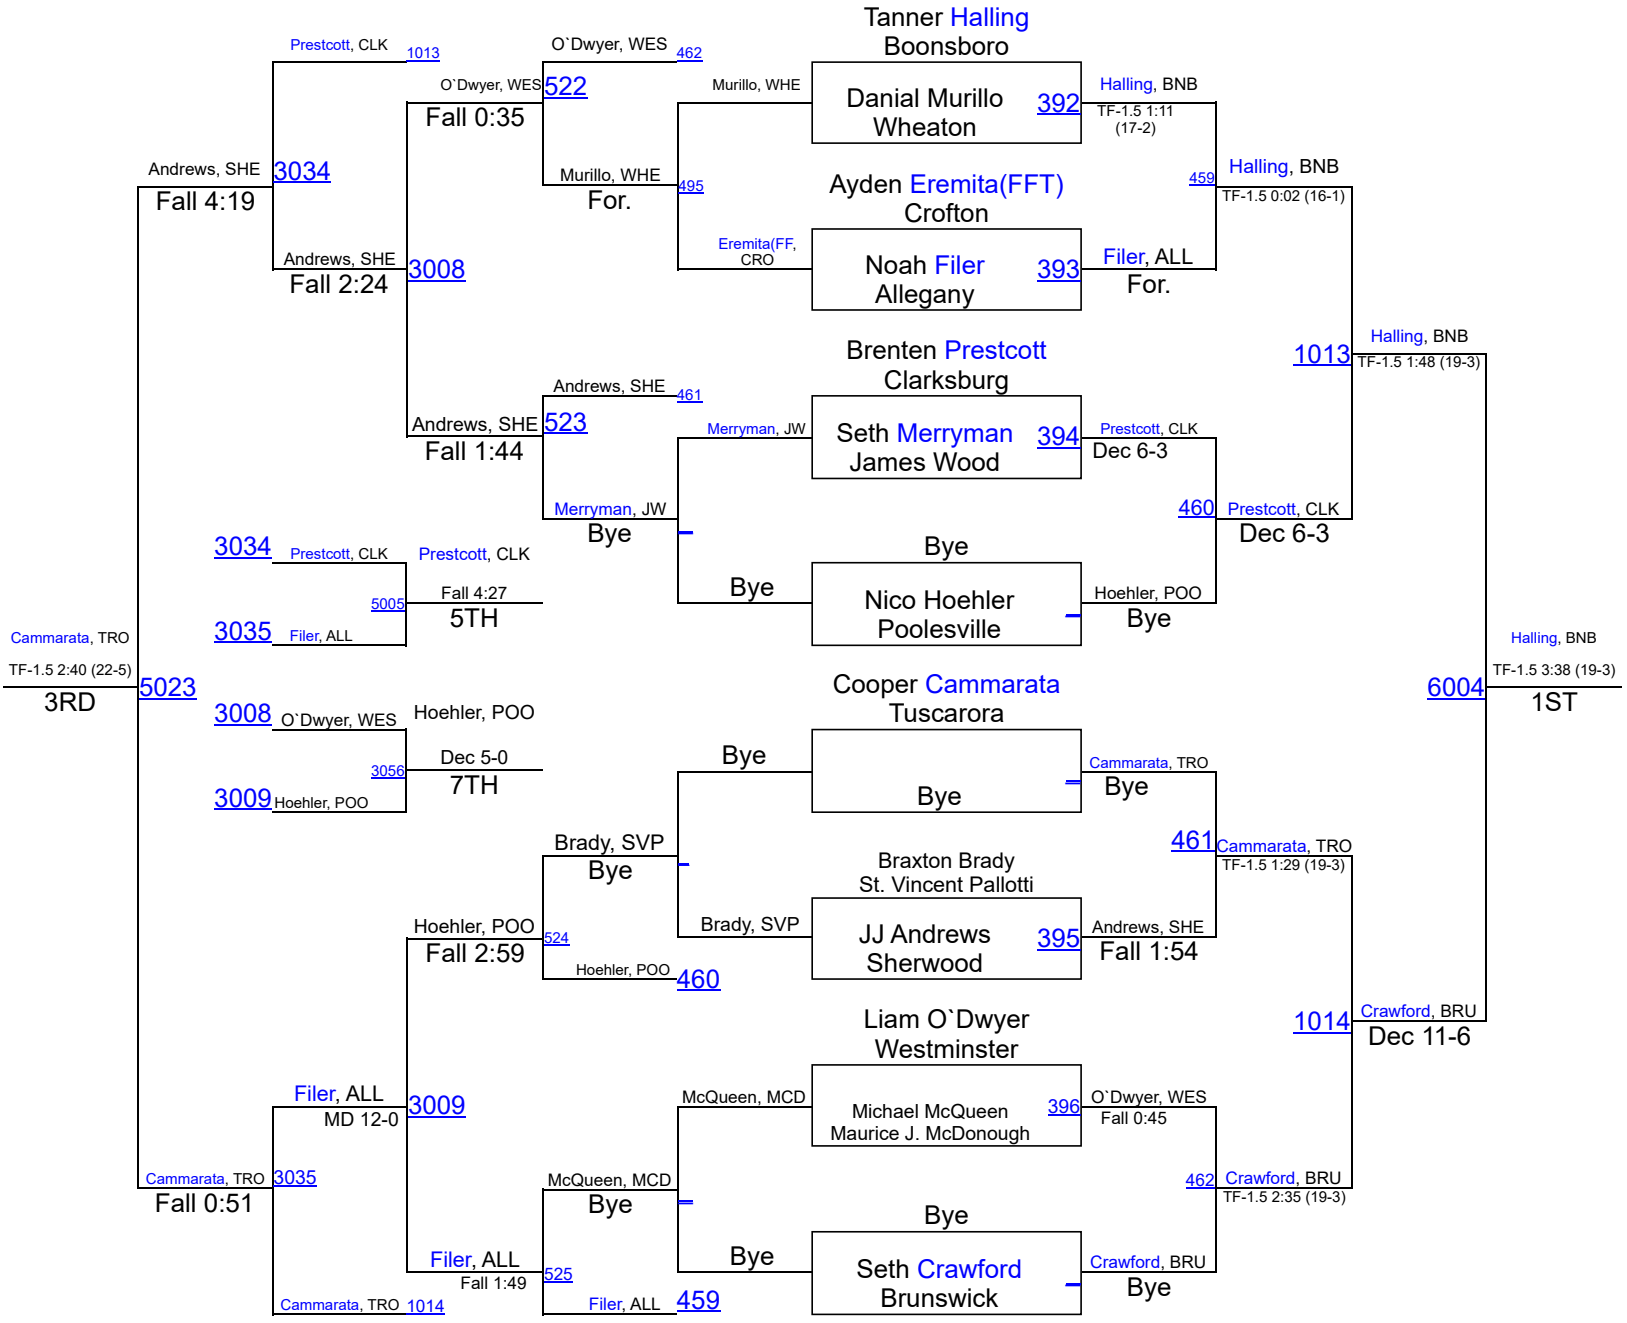 Tanner Halling
Boonsboro
Danial Murillo
Wheaton
392
Ayden Eremita(FFT)
Crofton
Noah Filer
Allegany
393
Brenten Prestcott
Clarksburg
Seth Merryman
James Wood
394
Bye
Nico Hoehler
Poolesville
Cooper Cammarata
Tuscarora
Bye
Braxton Brady
St. Vincent Pallotti
JJ Andrews
Sherwood
395
Liam O`Dwyer
Westminster
Michael McQueen
Maurice J. McDonough
396
Bye
Seth Crawford
Brunswick
Halling, BNB
TF-1.5 1:11
(17-2)
459
Filer, ALL
For.
Prestcott, CLK
Dec 6-3
460
Hoehler, POO
Bye
Cammarata, TRO
Bye
461
Andrews, SHE
Fall 1:54
O`Dwyer, WES
Fall 0:45
462
Crawford, BRU
Bye
Halling, BNB
TF-1.5 0:02 (16-1)
1013
Prestcott, CLK
Dec 6-3
Cammarata, TRO
TF-1.5 1:29 (19-3)
1014
Crawford, BRU
TF-1.5 2:35 (19-3)
Halling, BNB
TF-1.5 1:48 (19-3)
6004
Crawford, BRU
Dec 11-6
Halling, BNB
TF-1.5 3:38 (19-3)
1ST
Murillo, WHE
495
Eremita(FF,
CRO
Merryman, JW
Bye
Bye
Brady, SVP
McQueen, MCD
Bye
O`Dwyer, WES
462
522
Murillo, WHE
For.
Andrews, SHE
461
523
Merryman, JW
Bye
Brady, SVP
Bye
524
Hoehler, POO
460
McQueen, MCD
Bye
525
Filer, ALL
459
O`Dwyer, WES
Fall 0:35
3008
Andrews, SHE
Fall 1:44
Hoehler, POO
Fall 2:59
3009
Filer, ALL
Fall 1:49
Prestcott, CLK
1013
3034
Andrews, SHE
Fall 2:24
Filer, ALL
MD 12-0
3035
Cammarata, TRO
1014
Andrews, SHE
Fall 4:19
5023
Cammarata, TRO
Fall 0:51
Cammarata, TRO
TF-1.5 2:40 (22-5)
3RD
3034
Prestcott, CLK
5005
3035
Filer, ALL
Prestcott, CLK
Fall 4:27
5TH
3008
O`Dwyer, WES
3056
3009
Hoehler, POO
Hoehler, POO
Dec 5-0
7TH